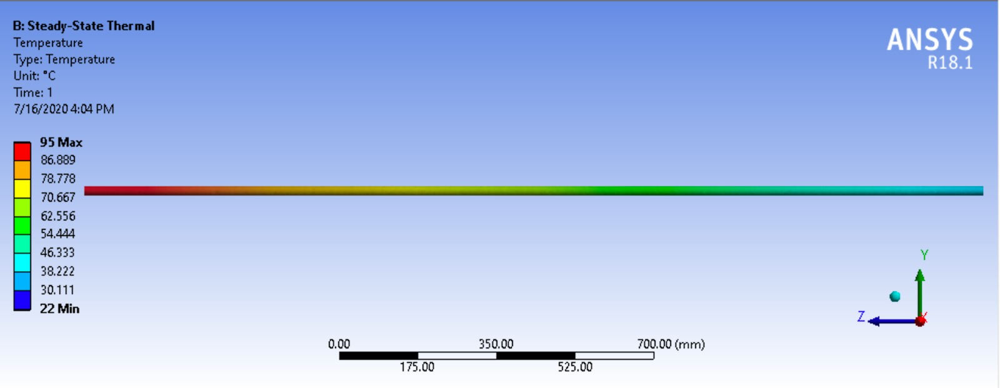 B: Steady-State Thermal
Temperature
Type: Temperature
Unit: °C
Time: 1
7/16/2020 4:04 PM
ANSYS
R18.1
95 Max
86.889
78.778
70.667
62.556
54.444
46.333
38.222
30.111
22 Min
Y
Z
X
0.00 350.00 700.00 (mm)
175.00 525.00